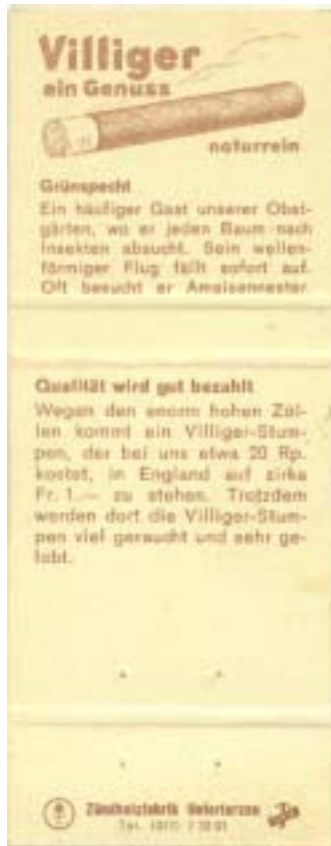 Villiger
ein Genuss
naturrein
Grünspecht
Ein häufiger Gast unserer Obst-
gärten, wo er jeden Baum nach
Insekten absucht. Sein wellen-
förmiger Flug fällt sofort auf.
Oft besucht er Ameisennester
Qualität wird gut bezahlt
Wegen den enorm hohen Zöl-
len kommt ein Villiger-Stum-
pen, der bei uns etwa 20 Rp.
kostet, in England auf zirka
Fr. 1.— zu stehen. Trotzdem
werden dort die Villiger-Stum-
pen viel geraucht und sehr ge-
lobt.
Zündholzfabrik Unterterzen
Tel.